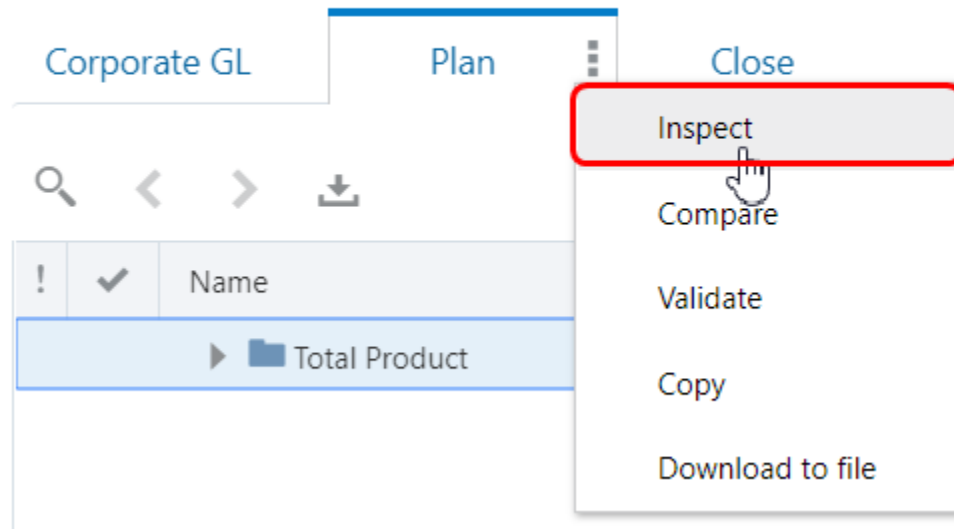 Corporate GL Plan Close
Inspect
Compare
Validate
Copy
Download to file
! Name
Total Product